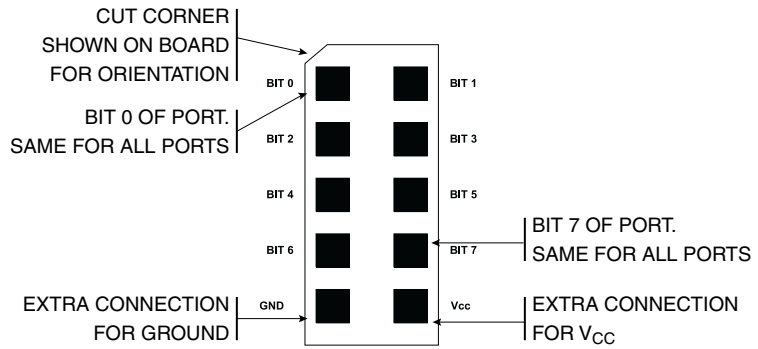 CUT CORNER
SHOWN ON BOARD
FOR ORIENTATION
BIT 0
BIT 1
BIT 0 OF PORT.
SAME FOR ALL PORTS
BIT 2
BIT 3
BIT 4
BIT 5
BIT 6
BIT 7
BIT 7 OF PORT.
SAME FOR ALL PORTS
EXTRA CONNECTION
FOR GROUND
GND
Vcc
EXTRA CONNECTION
FOR VCC